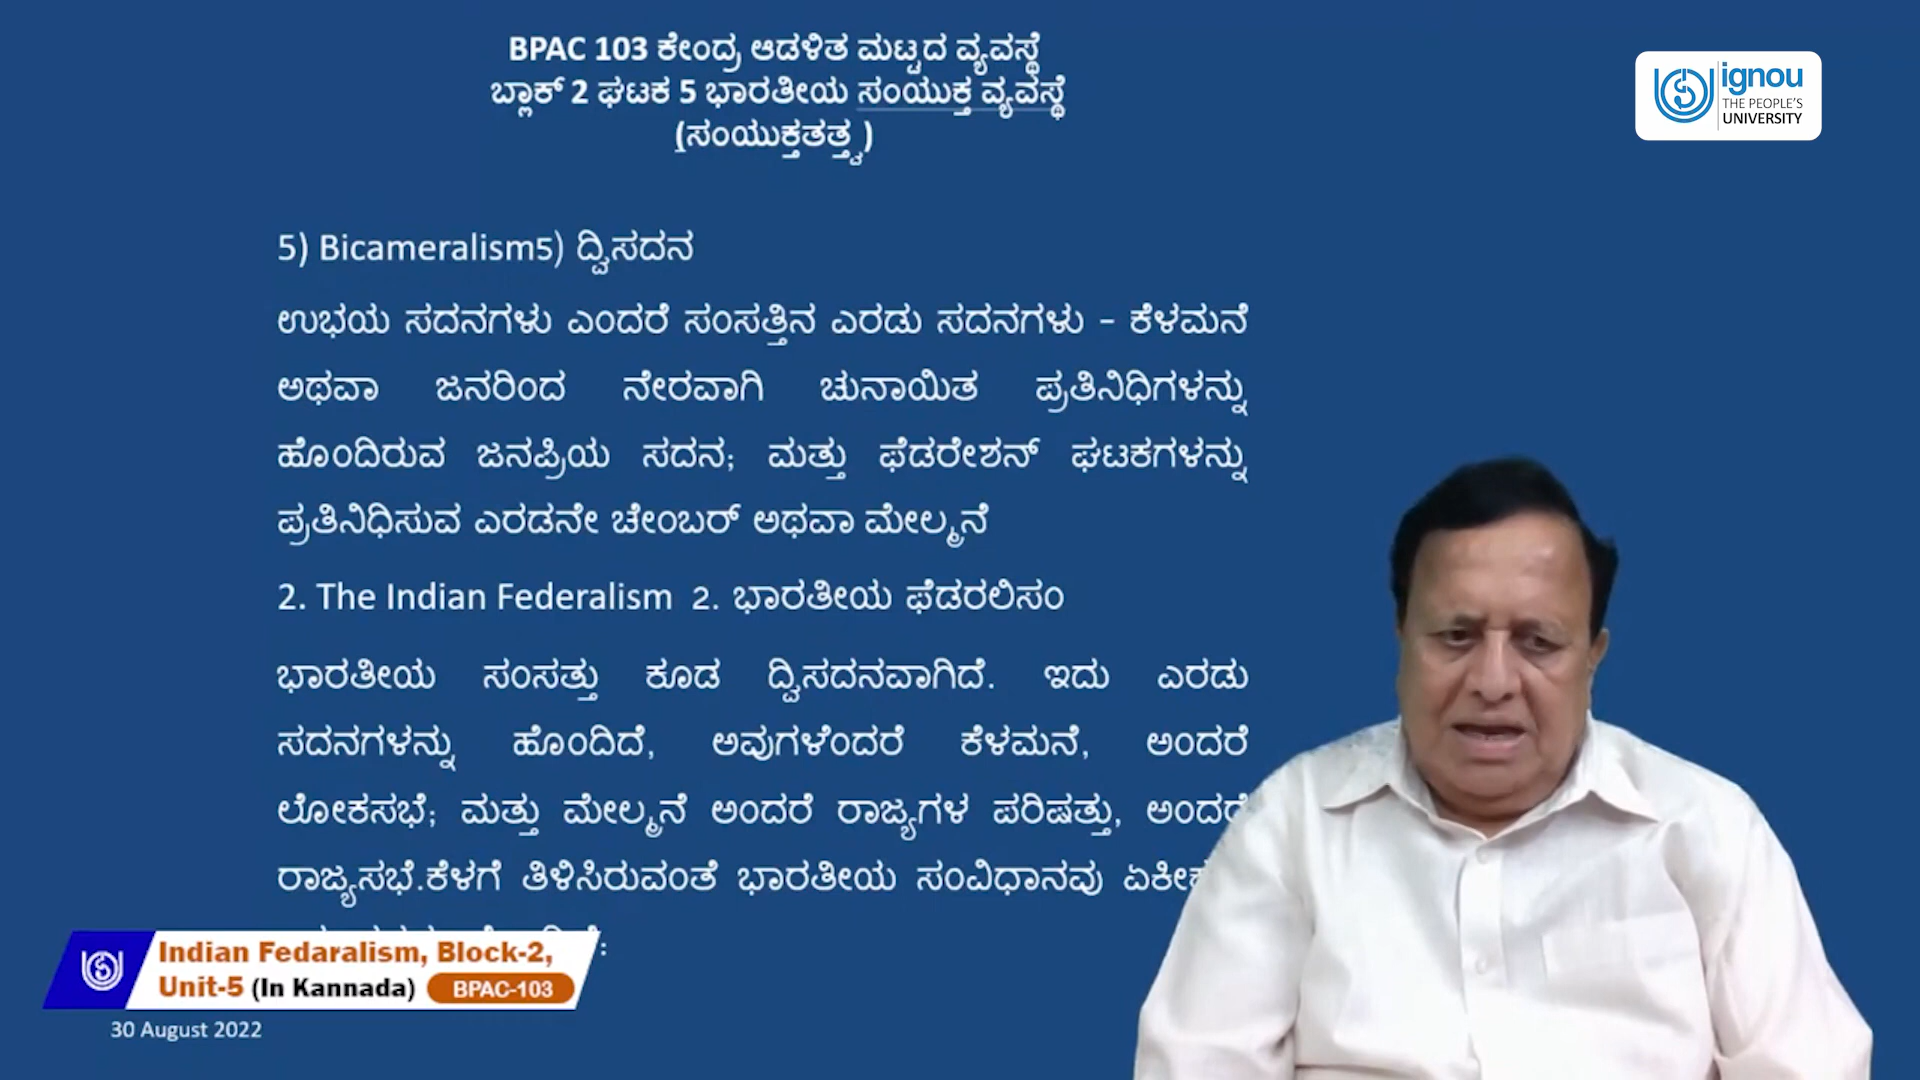 BPAC 103 ಕೇಂದ್ರ ಆಡಳಿತ ಮಟ್ಟದ ವ್ಯವಸ್ಥೆ
ಬ್ಲಾಕ್ 2 ಘಟಕ 5 ಭಾರತೀಯ ಸಂಯುಕ್ತ ವ್ಯವಸ್ಥೆ
(ಸಂಯುಕ್ತತತ್ತ್ವ)
ignou
THE PEOPLE'S
UNIVERSITY
5) Bicameralism5) ದ್ವಿಸದನ
ಉಭಯ ಸದನಗಳು ಎಂದರೆ ಸಂಸತ್ತಿನ ಎರಡು ಸದನಗಳು – ಕೆಳಮನೆ
ಅಥವಾ ಜನರಿಂದ ನೇರವಾಗಿ ಚುನಾಯಿತ ಪ್ರತಿನಿಧಿಗಳನ್ನು
ಹೊಂದಿರುವ ಜನಪ್ರಿಯ ಸದನ; ಮತ್ತು ಫೆಡರೇಶನ್ ಘಟಕಗಳನ್ನು
ಪ್ರತಿನಿಧಿಸುವ ಎರಡನೇ ಚೇಂಬರ್ ಅಥವಾ ಮೇಲ್ಮನೆ
2. The Indian Federalism 2. ಭಾರತೀಯ ಫೆಡರಲಿಸಂ
ಭಾರತೀಯ ಸಂಸತ್ತು ಕೂಡ ದ್ವಿಸದನವಾಗಿದೆ. ಇದು ಎರಡು
ಸದನಗಳನ್ನು ಹೊಂದಿದೆ, ಅವುಗಳೆಂದರೆ ಕೆಳಮನೆ, ಅಂದರೆ
ಲೋಕಸಭೆ; ಮತ್ತು ಮೇಲ್ಮನೆ ಅಂದರೆ ರಾಜ್ಯಗಳ ಪರಿಷತ್ತು, ಅಂದರೆ
ರಾಜ್ಯಸಭೆ.ಕೆಳಗೆ ತಿಳಿಸಿರುವಂತೆ ಭಾರತೀಯ ಸಂವಿಧಾನವು
Indian Fedaralism, Block-2,
Unit-5 (In Kannada) BPAC-103
30 August 2022